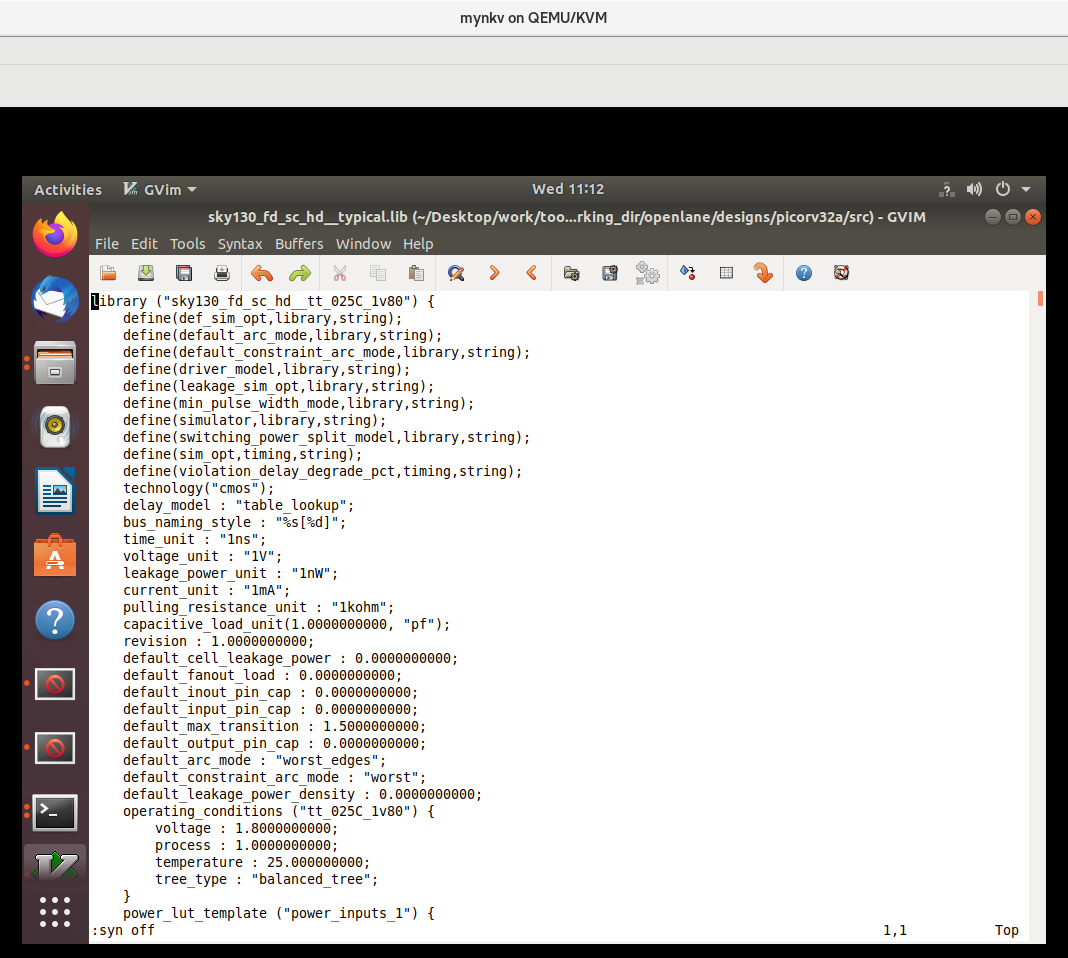 mynkv on QEMU/KVM
Activities GVim Wed 11:12
sky130_fd_sc_hd__typical.lib (~/Desktop/work/too...rking_dir/openlane/designs/picorv32a/src) - GVIM
File Edit Tools Syntax Buffers Window Help
library ("sky130_fd_sc_hd__tt_025C_1v80") {
    define(def_sim_opt,library,string);
    define(default_arc_mode,library,string);
    define(default_constraint_arc_mode,library,string);
    define(driver_model,library,string);
    define(leakage_sim_opt,library,string);
    define(min_pulse_width_mode,library,string);
    define(simulator,library,string);
    define(switching_power_split_model,library,string);
    define(sim_opt,timing,string);
    define(violation_delay_degrade_pct,timing,string);
    technology("cmos");
    delay_model : "table_lookup";
    bus_naming_style : "%s[%d]";
    time_unit : "1ns";
    voltage_unit : "1V";
    leakage_power_unit : "1nW";
    current_unit : "1mA";
    pulling_resistance_unit : "1kohm";
    capacitive_load_unit(1.0000000000, "pf");
    revision : 1.0000000000;
    default_cell_leakage_power : 0.0000000000;
    default_fanout_load : 0.0000000000;
    default_inout_pin_cap : 0.0000000000;
    default_input_pin_cap : 0.0000000000;
    default_max_transition : 1.5000000000;
    default_output_pin_cap : 0.0000000000;
    default_arc_mode : "worst_edges";
    default_constraint_arc_mode : "worst";
    default_leakage_power_density : 0.0000000000;
    operating_conditions ("tt_025C_1v80") {
        voltage : 1.8000000000;
        process : 1.0000000000;
        temperature : 25.000000000;
        tree_type : "balanced_tree";
    }
    power_lut_template ("power_inputs_1") {
:syn off 1,1 Top